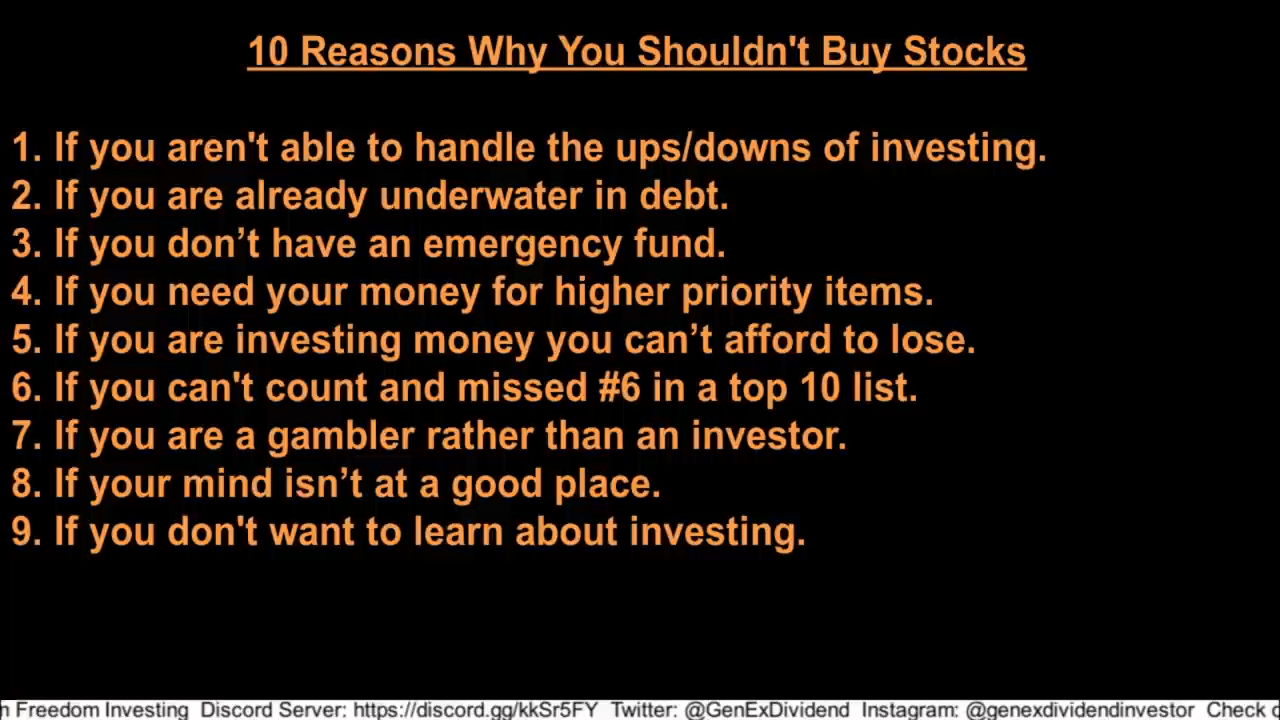 10 Reasons Why You Shouldn't Buy Stocks
1. If you aren't able to handle the ups/downs of investing.
2. If you are already underwater in debt.
3. If you don’t have an emergency fund.
4. If you need your money for higher priority items.
5. If you are investing money you can’t afford to lose.
6. If you can't count and missed #6 in a top 10 list.
7. If you are a gambler rather than an investor.
8. If your mind isn’t at a good place.
9. If you don't want to learn about investing.
Freedom Investing Discord Server: https://discord.gg/kkSr5FY Twitter: @GenExDividend Instagram: @genexdividendinvestor Check